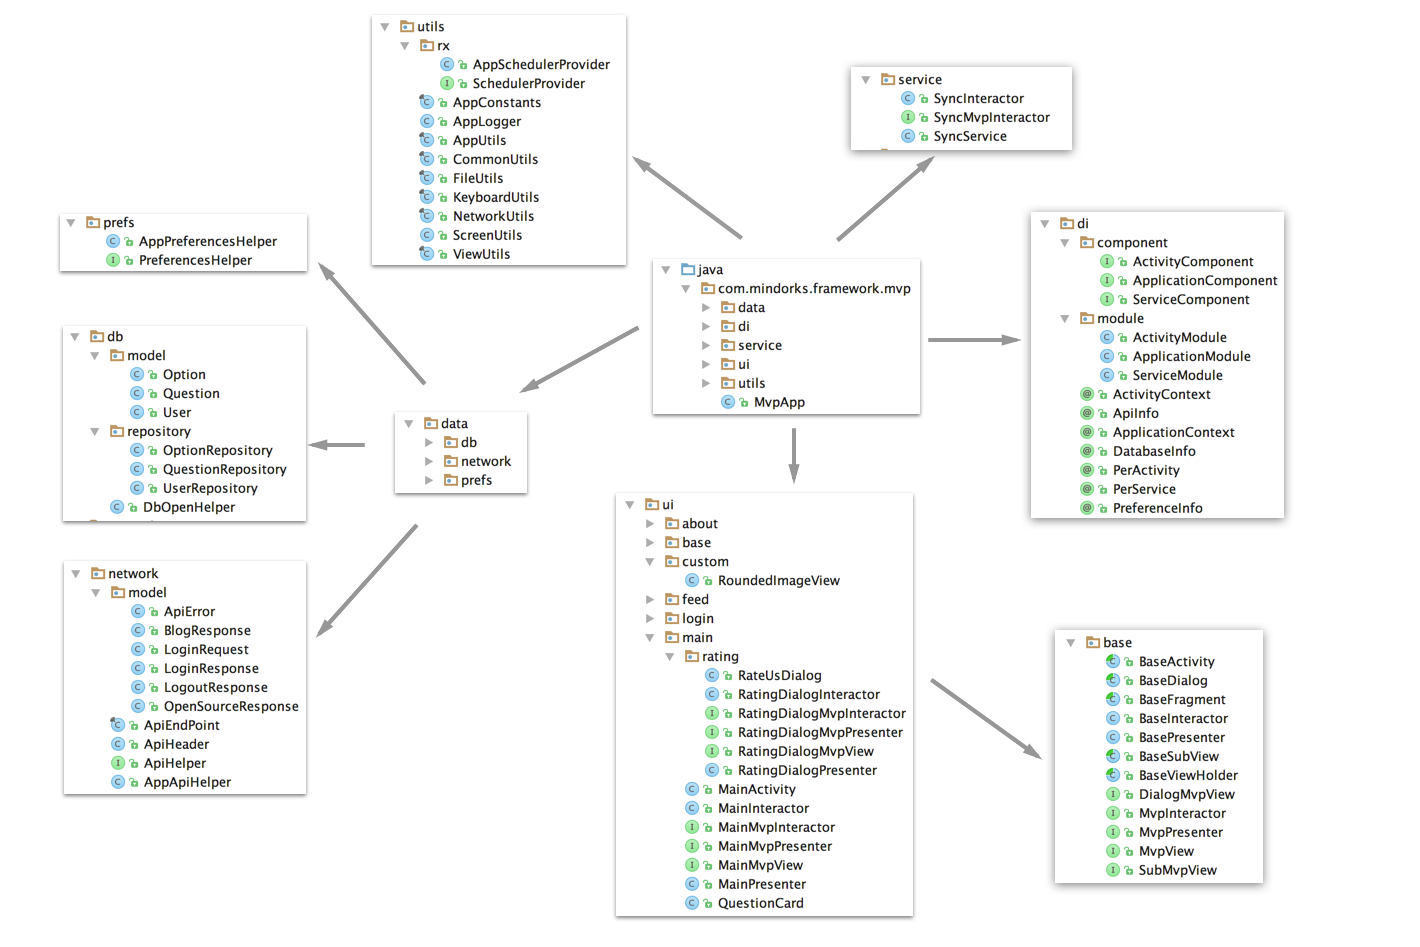 utils
rx
AppSchedulerProvider
SchedulerProvider
AppConstants
AppLogger
AppUtils
CommonUtils
FileUtils
KeyboardUtils
NetworkUtils
ScreenUtils
ViewUtils
service
SyncInteractor
SyncMvpInteractor
SyncService
prefs
AppPreferencesHelper
PreferencesHelper
java
com.mindorks.framework.mvp
data
di
service
ui
utils
MvpApp
di
component
ActivityComponent
ApplicationComponent
ServiceComponent
module
ActivityModule
ApplicationModule
ServiceModule
ActivityContext
ApiInfo
ApplicationContext
DatabaseInfo
PerActivity
PerService
PreferenceInfo
db
model
Option
Question
User
repository
OptionRepository
QuestionRepository
UserRepository
DbOpenHelper
data
db
network
prefs
network
model
ApiError
BlogResponse
LoginRequest
LoginResponse
LogoutResponse
OpenSourceResponse
ApiEndPoint
ApiHeader
ApiHelper
AppApiHelper
ui
about
base
custom
RoundedImageView
feed
login
main
rating
RateUsDialog
RatingDialogInteractor
RatingDialogMvpInteractor
RatingDialogMvpPresenter
RatingDialogMvpView
RatingDialogPresenter
MainActivity
MainInteractor
MainMvpInteractor
MainMvpPresenter
MainMvpView
MainPresenter
QuestionCard
base
BaseActivity
BaseDialog
BaseFragment
BaseInteractor
BasePresenter
BaseSubView
BaseViewHolder
DialogMvpView
MvpInteractor
MvpPresenter
MvpView
SubMvpView